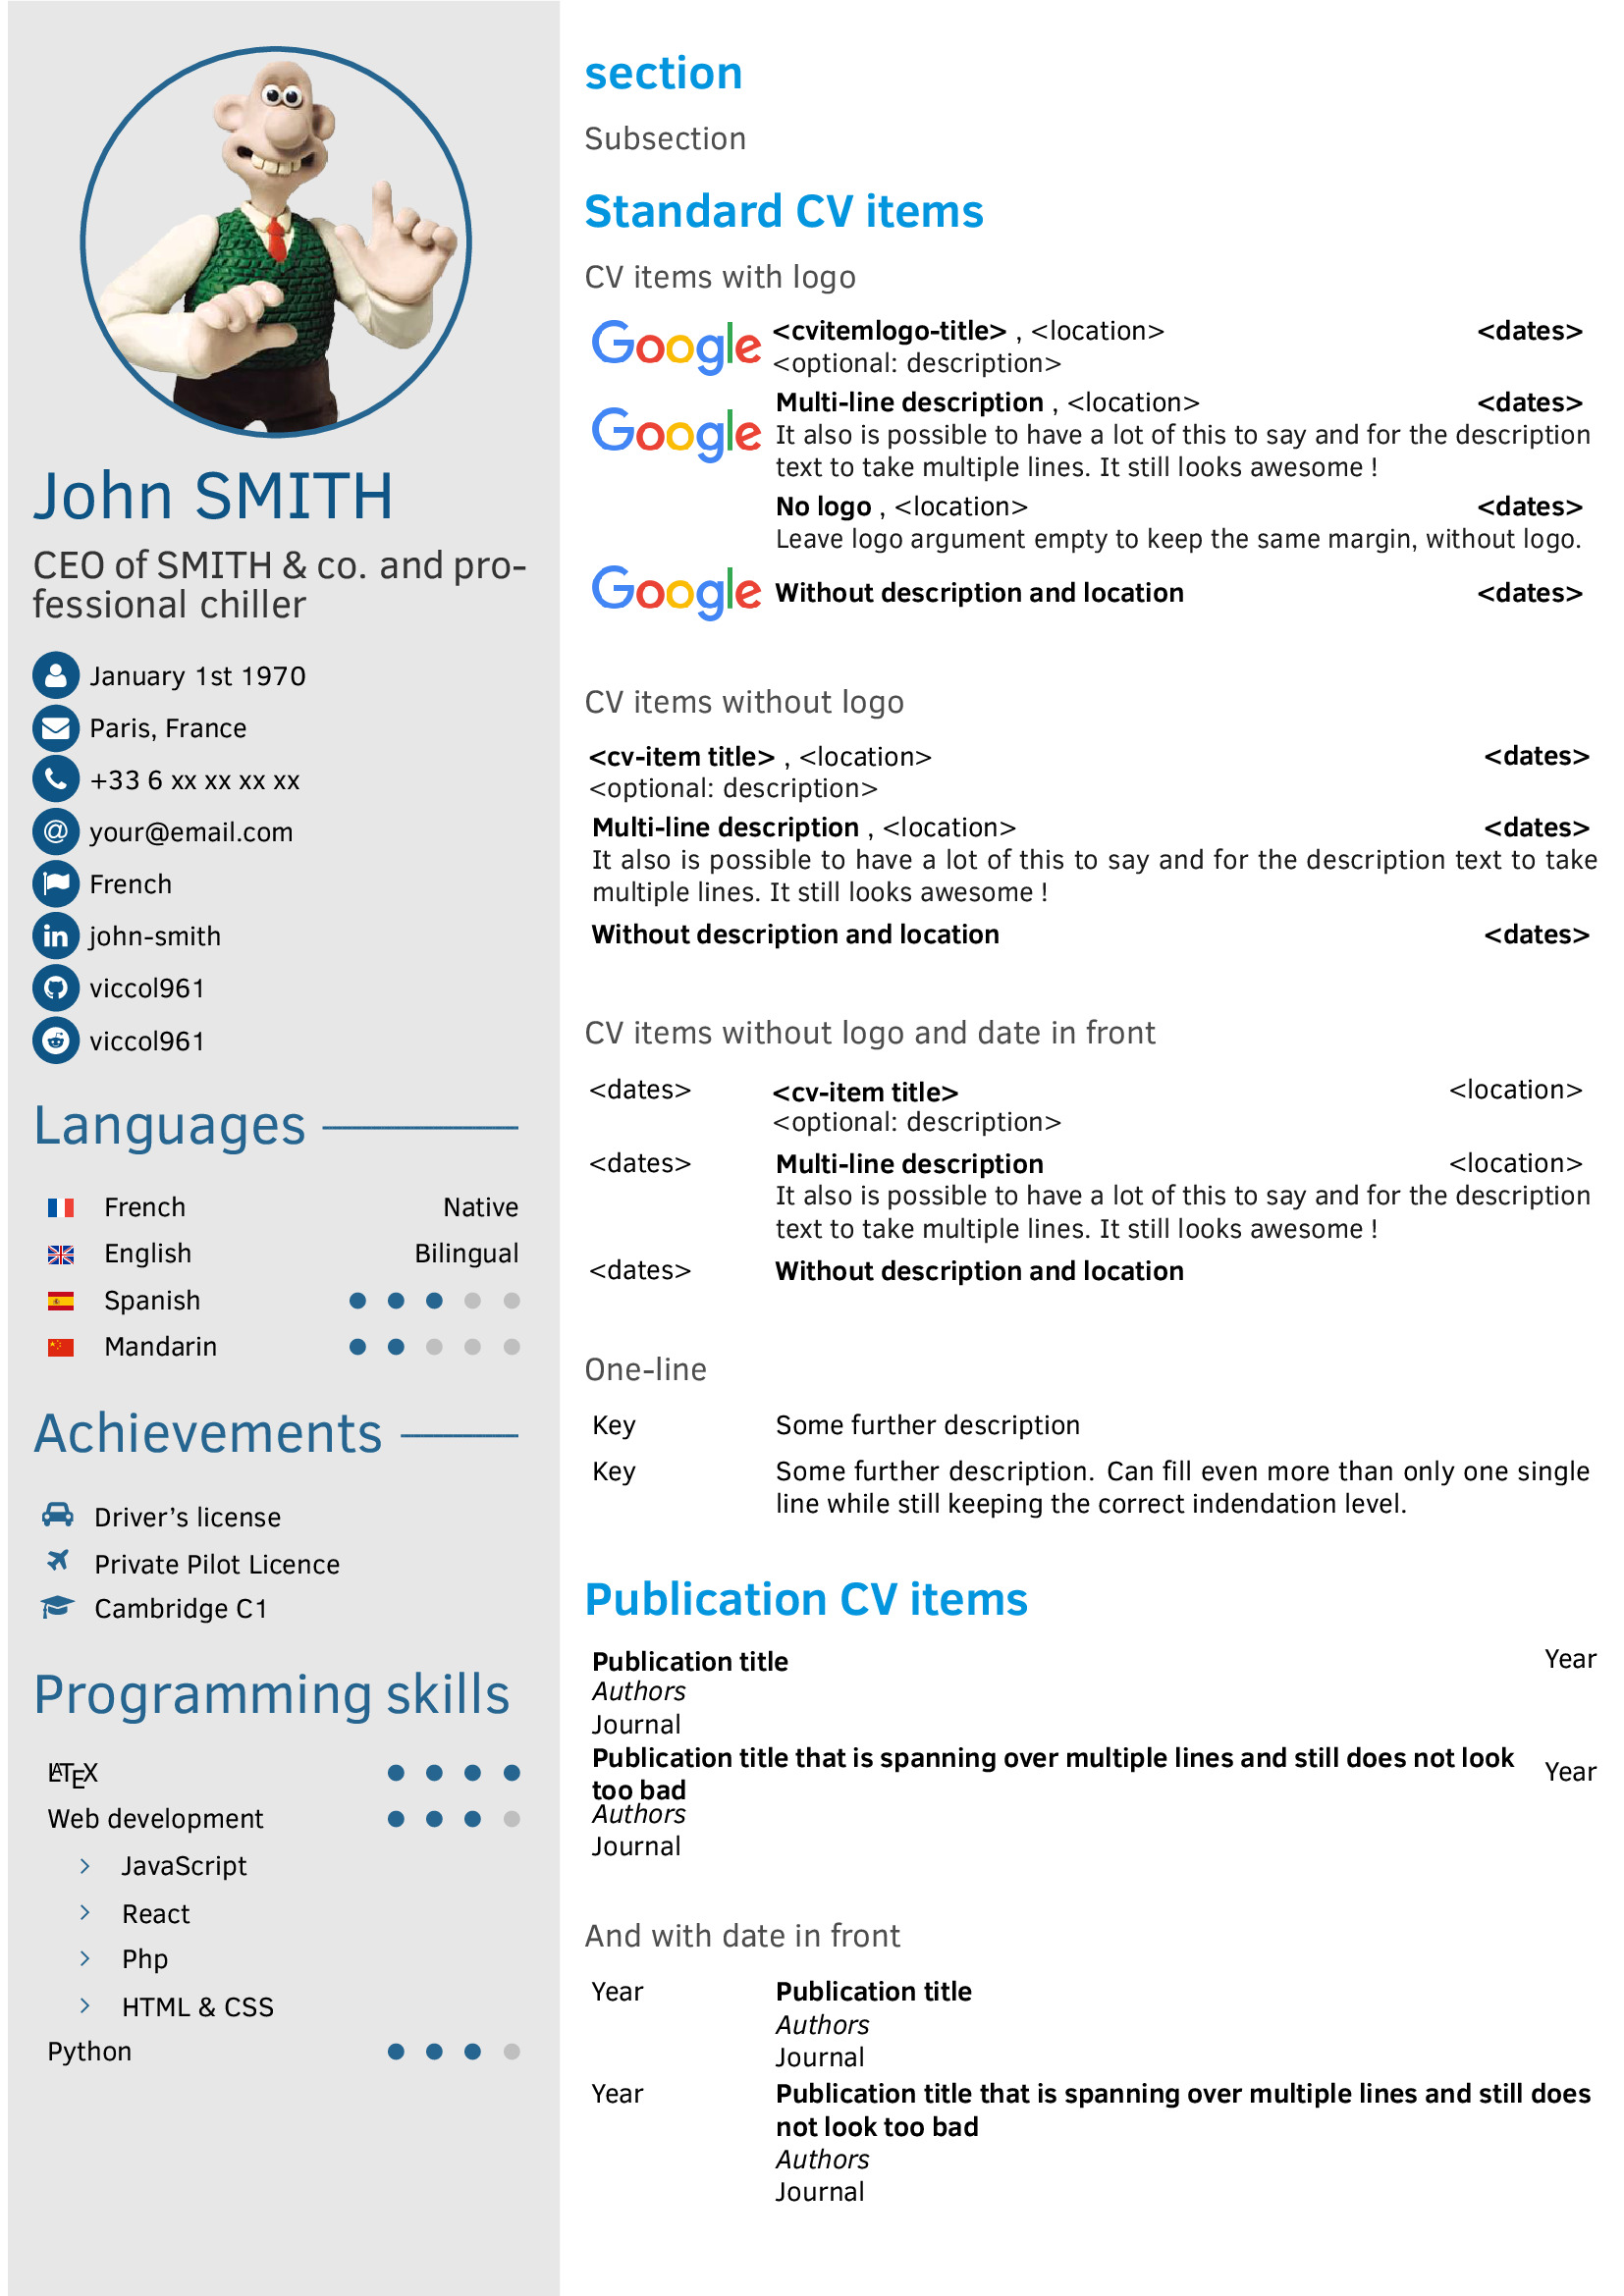 John SMITH
CEO of SMITH & co. and pro-
fessional chiller
January 1st 1970
Paris, France
+33 6 xx xx xx xx
@ your@email.com
French
in john-smith
viccol961
viccol961
Languages
French Native
English Bilingual
Spanish
Mandarin
Achievements
Driver's license
Private Pilot Licence
Cambridge C1
Programming skills
LATEX
Web development
JavaScript
React
Php
HTML & CSS
Python
section
Subsection
Standard CV items
CV items with logo
Google <cvitemlogo-title> , <location> <dates>
<optional: description>
Google Multi-line description , <location> <dates>
It also is possible to have a lot of this to say and for the description
text to take multiple lines. It still looks awesome !
No logo , <location> <dates>
Leave logo argument empty to keep the same margin, without logo.
Google Without description and location <dates>
CV items without logo
<cv-item title> , <location> <dates>
<optional: description>
Multi-line description , <location> <dates>
It also is possible to have a lot of this to say and for the description text to take
multiple lines. It still looks awesome !
Without description and location <dates>
CV items without logo and date in front
<dates> <cv-item title> <location>
<optional: description>
<dates> Multi-line description <location>
It also is possible to have a lot of this to say and for the description
text to take multiple lines. It still looks awesome !
<dates> Without description and location
One-line
Key Some further description
Key Some further description. Can fill even more than only one single
line while still keeping the correct indendation level.
Publication CV items
Publication title Year
Authors
Journal
Publication title that is spanning over multiple lines and still does not look Year
too bad
Authors
Journal
And with date in front
Year Publication title
Authors
Journal
Year Publication title that is spanning over multiple lines and still does
not look too bad
Authors
Journal